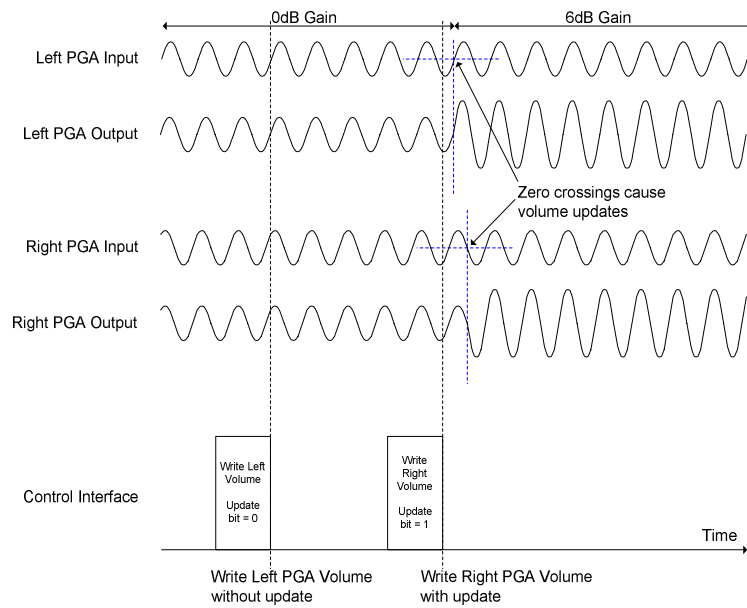 0dB Gain
6dB Gain
Left PGA Input
Left PGA Output
Zero crossings cause
volume updates
Right PGA Input
Right PGA Output
Write Left
Volume
Update
bit = 0
Write
Right
Volume
Update
bit = 1
Control Interface
Time
Write Left PGA Volume
without update
Write Right PGA Volume
with update